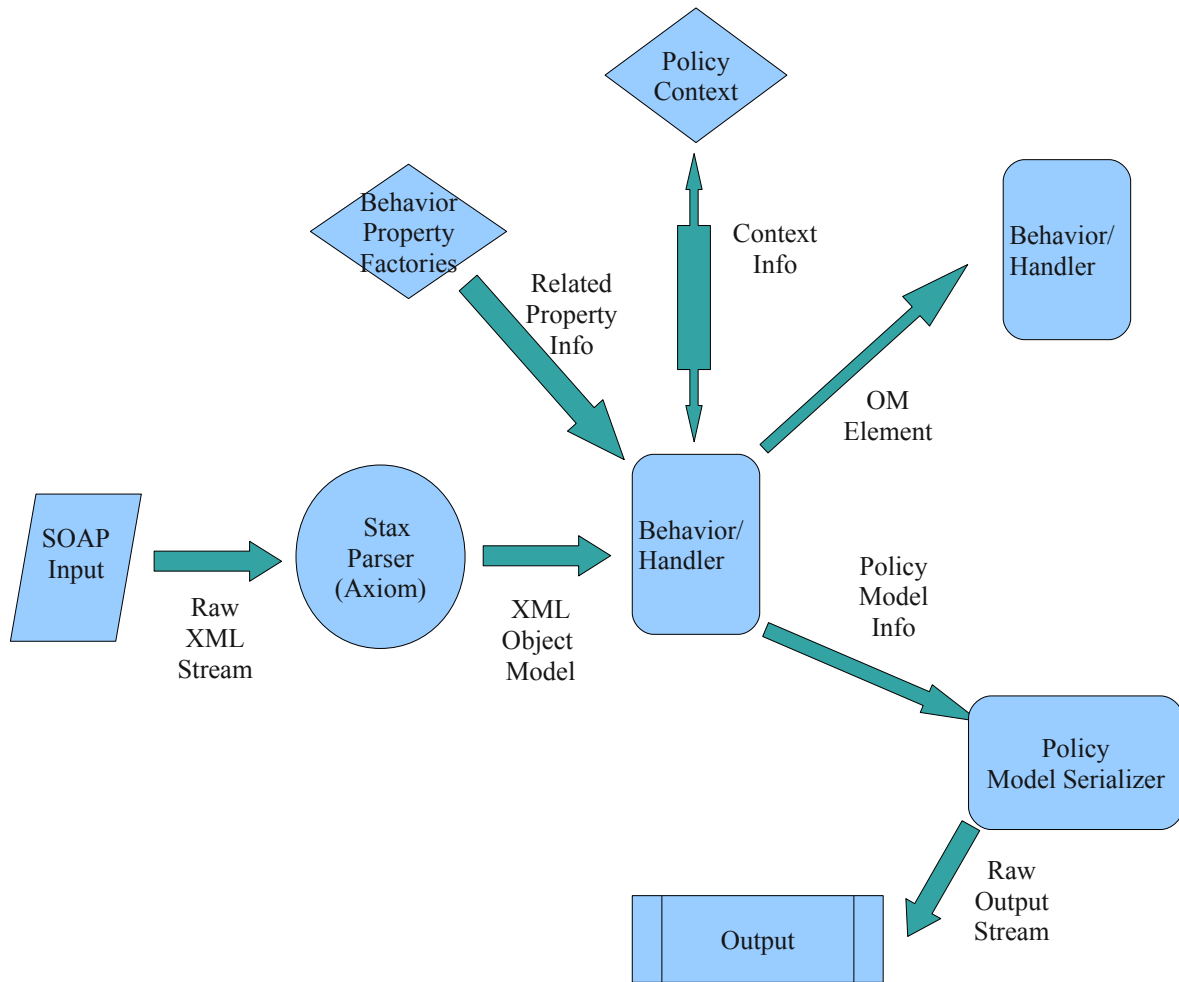 Policy
Context
Behavior
Property
Factories
Behavior/
Handler
Context
Info
Related
Property
Info
OM
Element
SOAP
Input
Stax
Parser
(Axiom)
Behavior/
Handler
Raw
XML
Stream
XML
Object
Model
Policy
Model
Info
Policy
Model Serializer
Raw
Output
Stream
Output